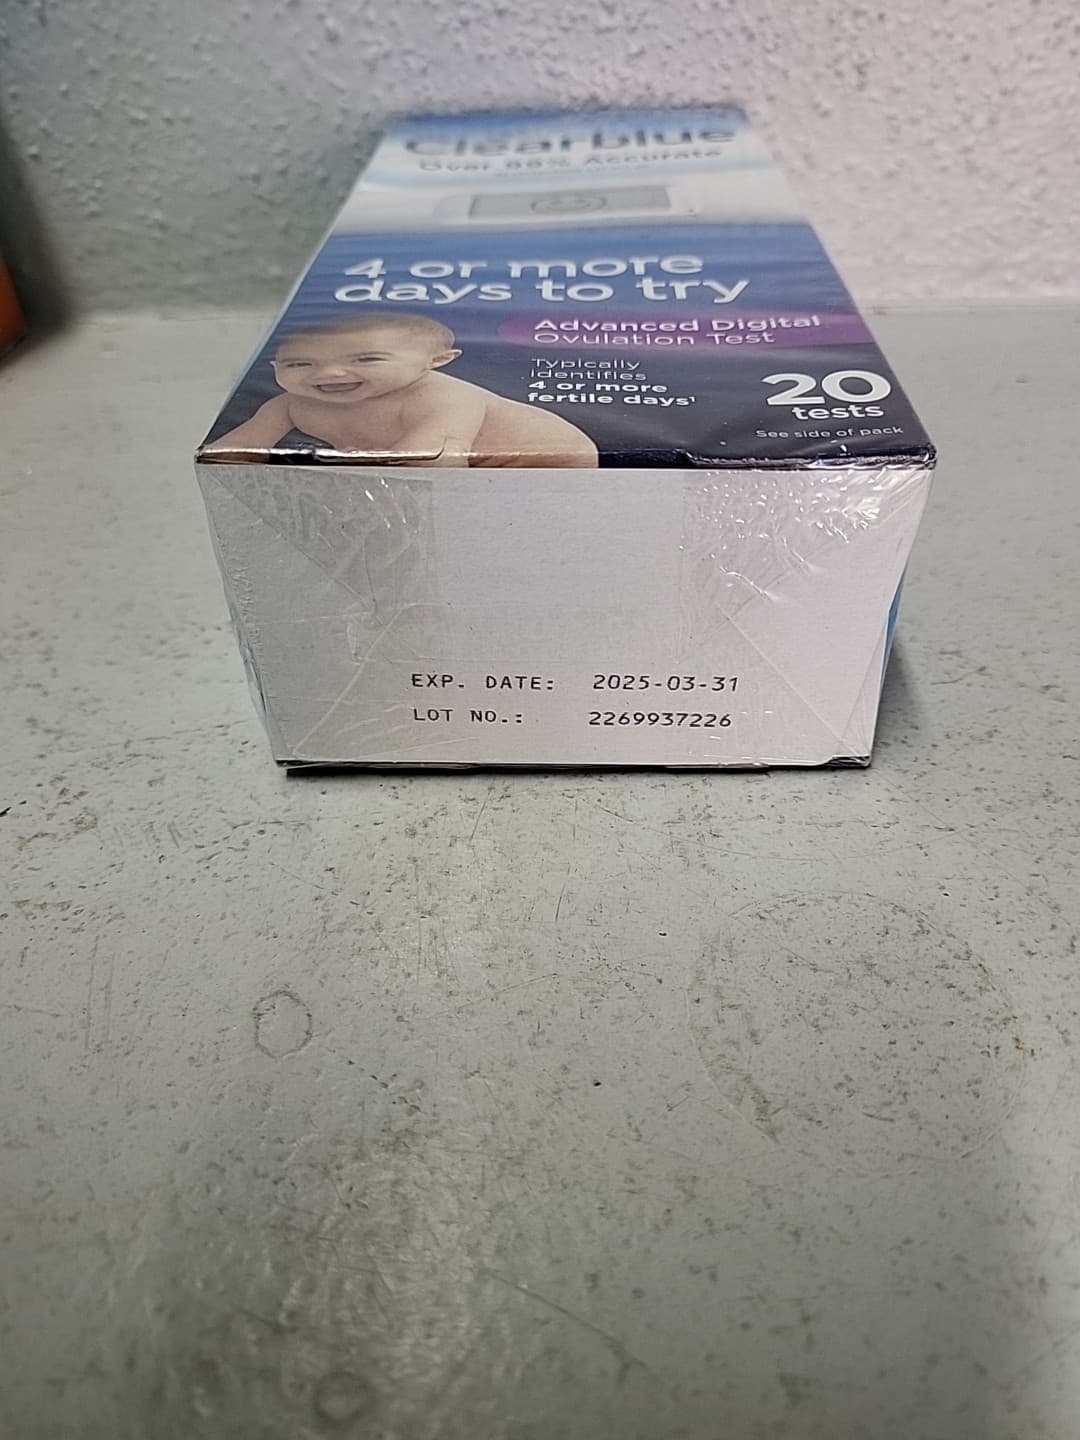 Clearblue
Over 99% Accurate
4 or more
days to try
Advanced Digital
Ovulation Test
Typically
identifies
4 or more
fertile days¹
20
tests
See side of pack
EXP. DATE: 2025-03-31
LOT NO.: 2269937226